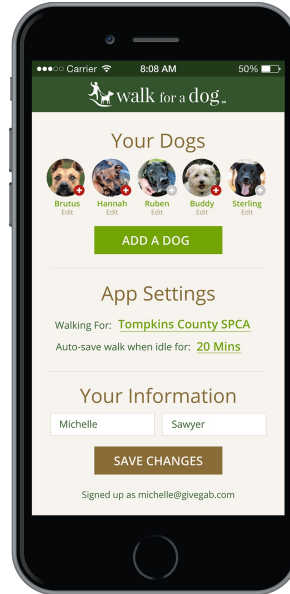 Carrier 8:08 AM 50%
walk for a dog
Your Dogs
Brutus Hannah Ruben Buddy Sterling
Edit Edit Edit Edit Edit
ADD A DOG
App Settings
Walking For: Tompkins County SPCA
Auto-save walk when idle for: 20 Mins
Your Information
Michelle Sawyer
SAVE CHANGES
Signed up as michelle@givegab.com